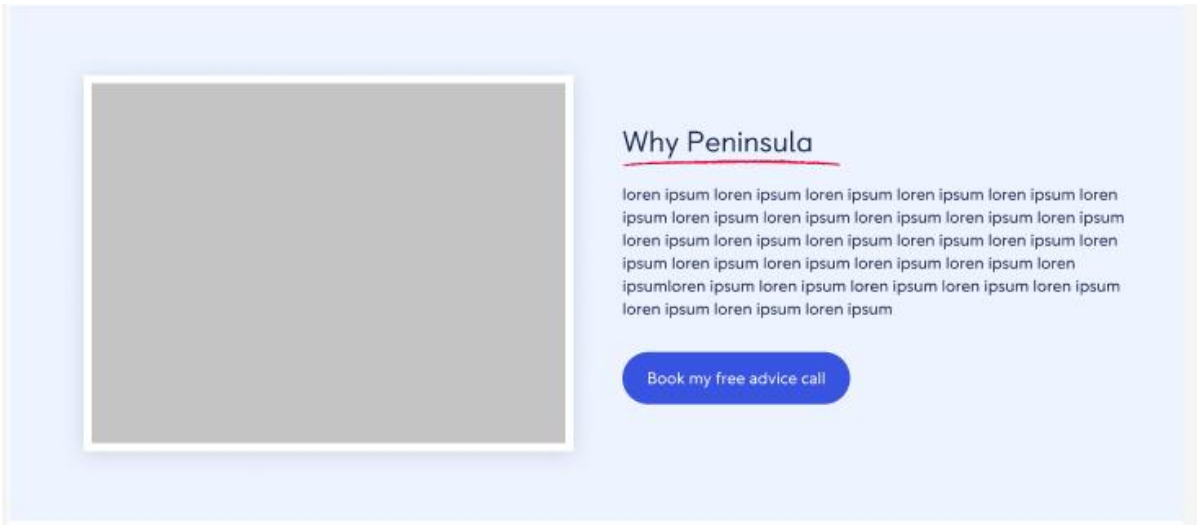 Why Peninsula
loren ipsum loren ipsum loren ipsum loren ipsum loren ipsum loren
ipsum loren ipsum loren ipsum loren ipsum loren ipsum loren ipsum
loren ipsum loren ipsum loren ipsum loren ipsum loren ipsum loren
ipsum loren ipsum loren ipsum loren ipsum loren ipsum loren
ipsumloren ipsum loren ipsum loren ipsum loren ipsum loren ipsum
loren ipsum loren ipsum loren ipsum
Book my free advice call